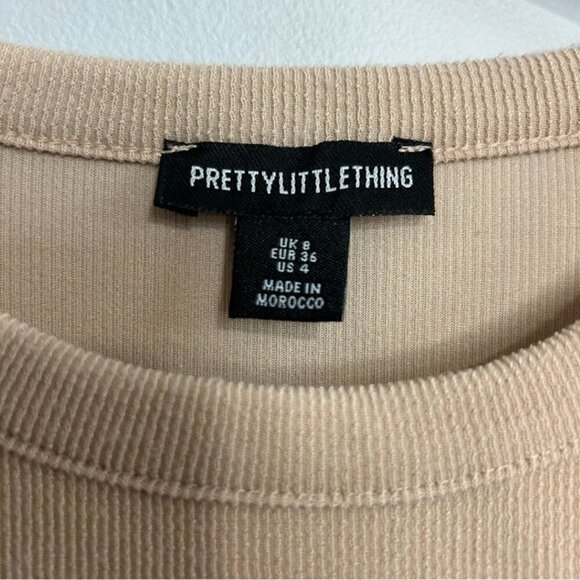 PRETTYLITTLETHING
UK 8
EUR 36
US 4
MADE IN
MOROCCO